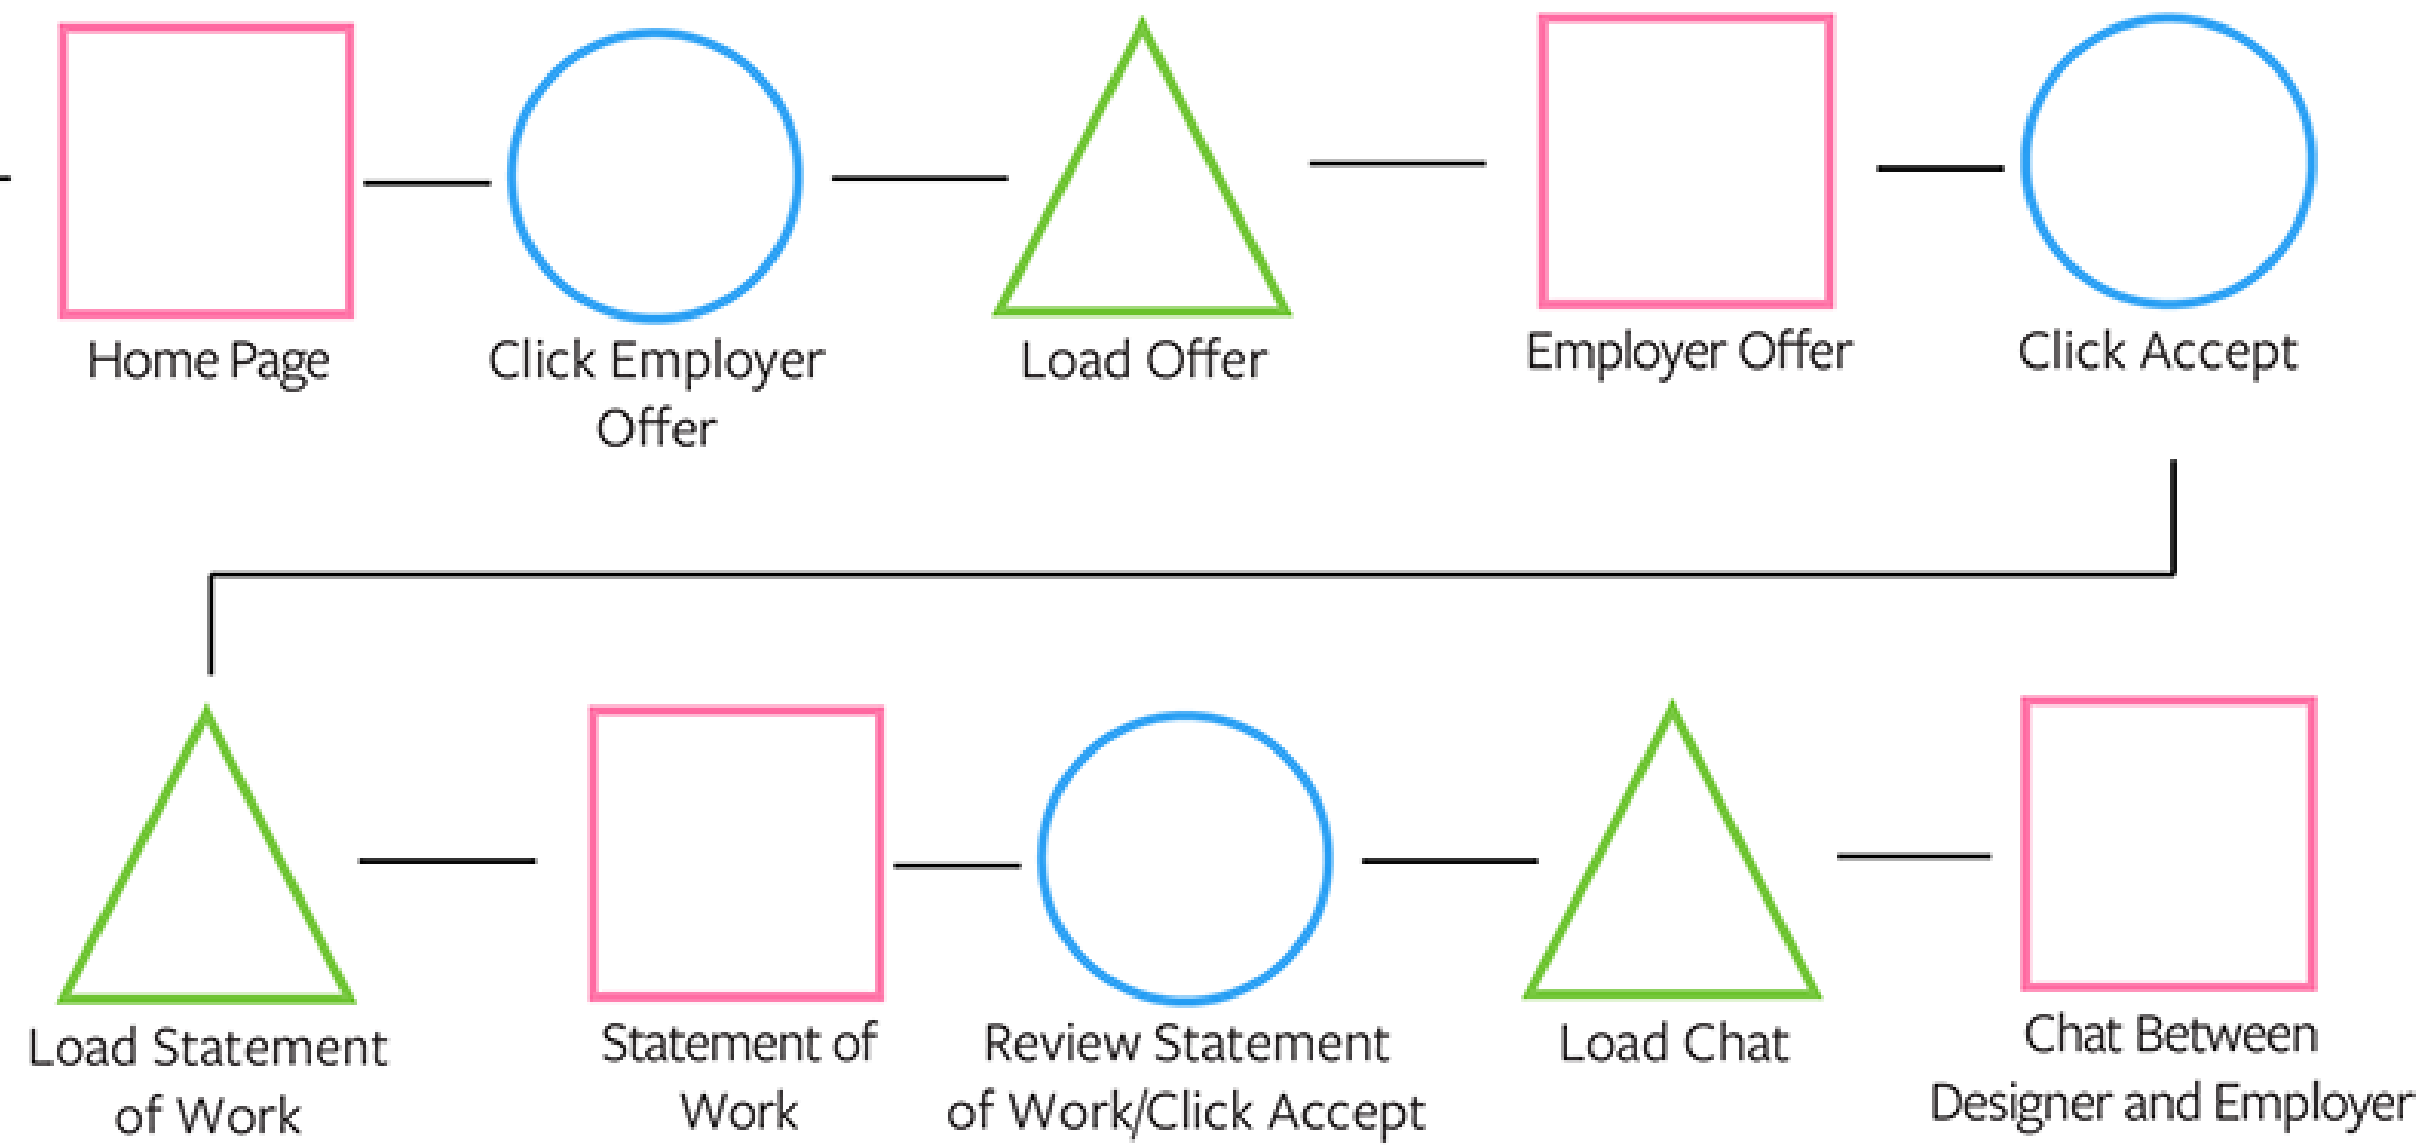 Home Page
Click Employer
Offer
Load Offer
Employer Offer
Click Accept
Load Statement
of Work
Statement of
Work
Review Statement
of Work/Click Accept
Load Chat
Chat Between
Designer and Employer